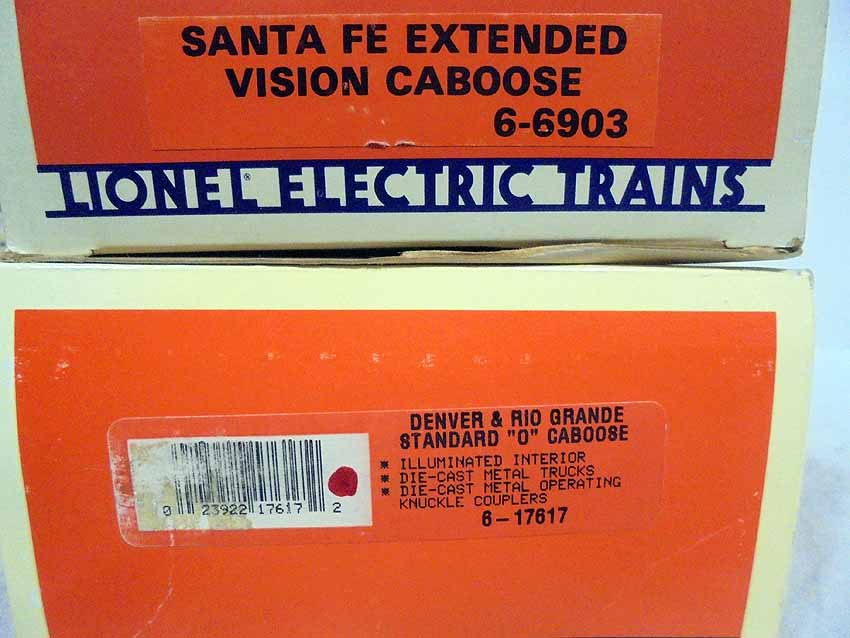 SANTA FE EXTENDED
VISION CABOOSE
6-6903
LIONEL® ELECTRIC TRAINS
DENVER & RIO GRANDE
STANDARD "O" CABOOSE
* ILLUMINATED INTERIOR
* DIE-CAST METAL TRUCKS
* DIE-CAST METAL OPERATING
KNUCKLE COUPLERS
6-17617
0 23922 17617 2